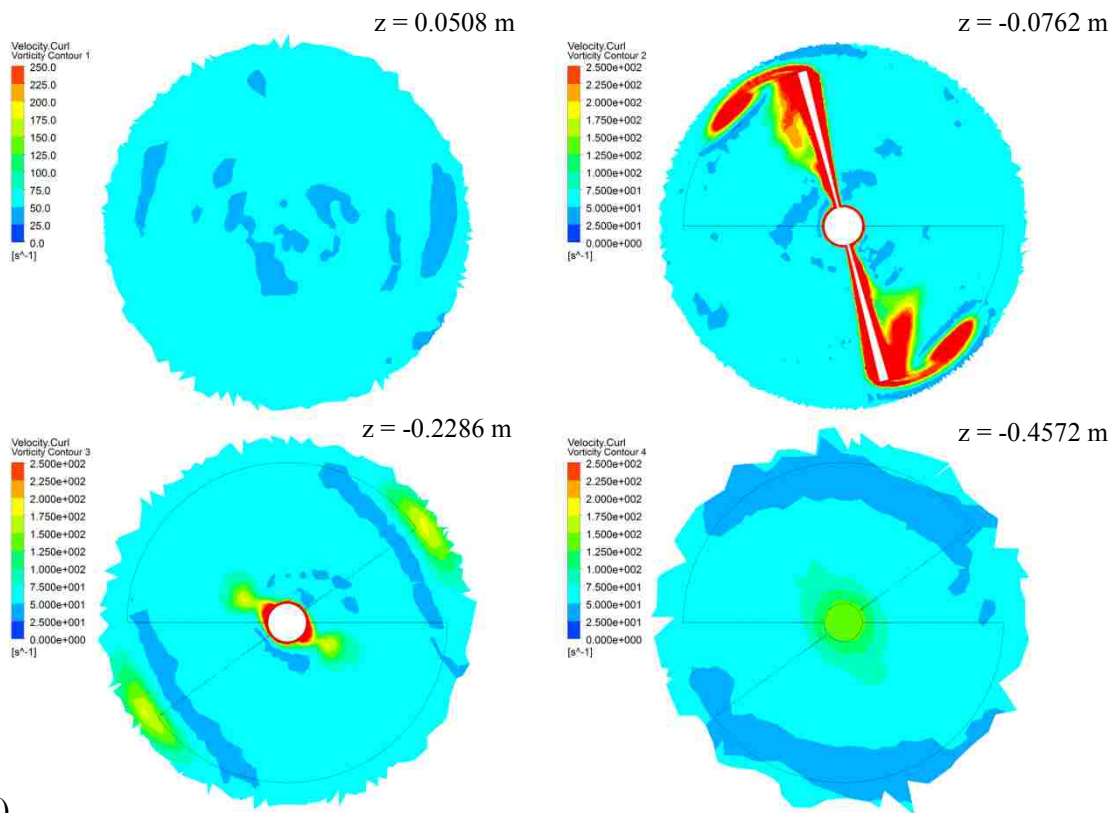 z = 0.0508 m
Velocity.Curl
Vorticity Contour 1
250.0
225.0
200.0
175.0
150.0
125.0
100.0
75.0
50.0
25.0
0.0
[s^-1]
z = -0.0762 m
Velocity.Curl
Vorticity Contour 2
2.500e+002
2.250e+002
2.000e+002
1.750e+002
1.500e+002
1.250e+002
1.000e+002
7.500e+001
5.000e+001
2.500e+001
0.000e+000
[s^-1]
z = -0.2286 m
Velocity.Curl
Vorticity Contour 3
2.500e+002
2.250e+002
2.000e+002
1.750e+002
1.500e+002
1.250e+002
1.000e+002
7.500e+001
5.000e+001
2.500e+001
0.000e+000
[s^-1]
z = -0.4572 m
Velocity.Curl
Vorticity Contour 4
2.500e+002
2.250e+002
2.000e+002
1.750e+002
1.500e+002
1.250e+002
1.000e+002
7.500e+001
5.000e+001
2.500e+001
0.000e+000
[s^-1]
)